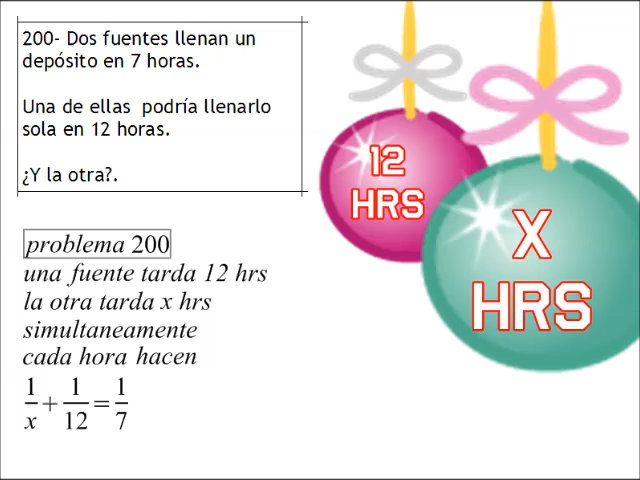 200- Dos fuentes llenan un
depósito en 7 horas.
Una de ellas podría llenarlo
sola en 12 horas.
¿Y la otra?.
12
HRS
X
HRS
problema 200
una fuente tarda 12 hrs
la otra tarda x hrs
simultaneamente
cada hora hacen
1/x + 1/12 = 1/7